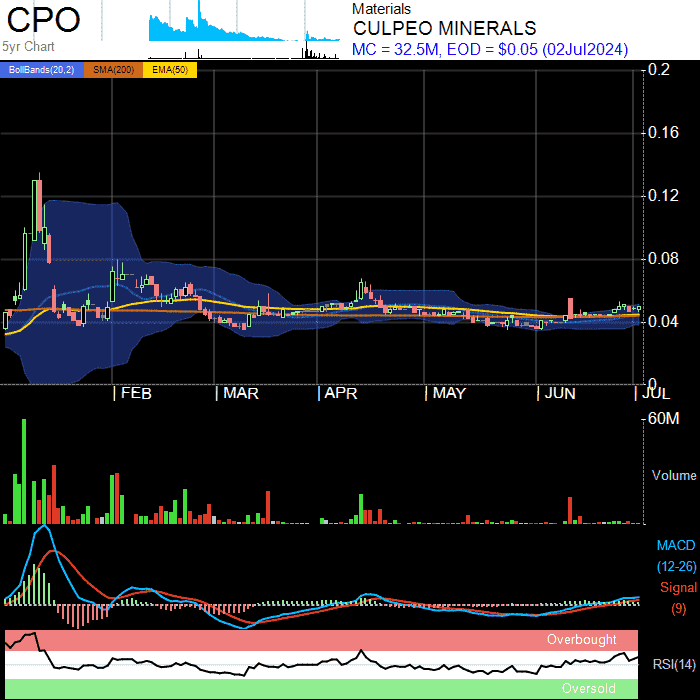 CPO
5yr Chart
Materials
CULPEO MINERALS
MC = 32.5M, EOD = $0.05 (02Jul2024)
BollBands(20,2) SMA(200) EMA(50)
0.2
0.16
0.12
0.08
0.04
0
FEB MAR APR MAY JUN JUL
60M
Volume
MACD
(12-26)
Signal
(9)
Overbought
RSI(14)
Oversold